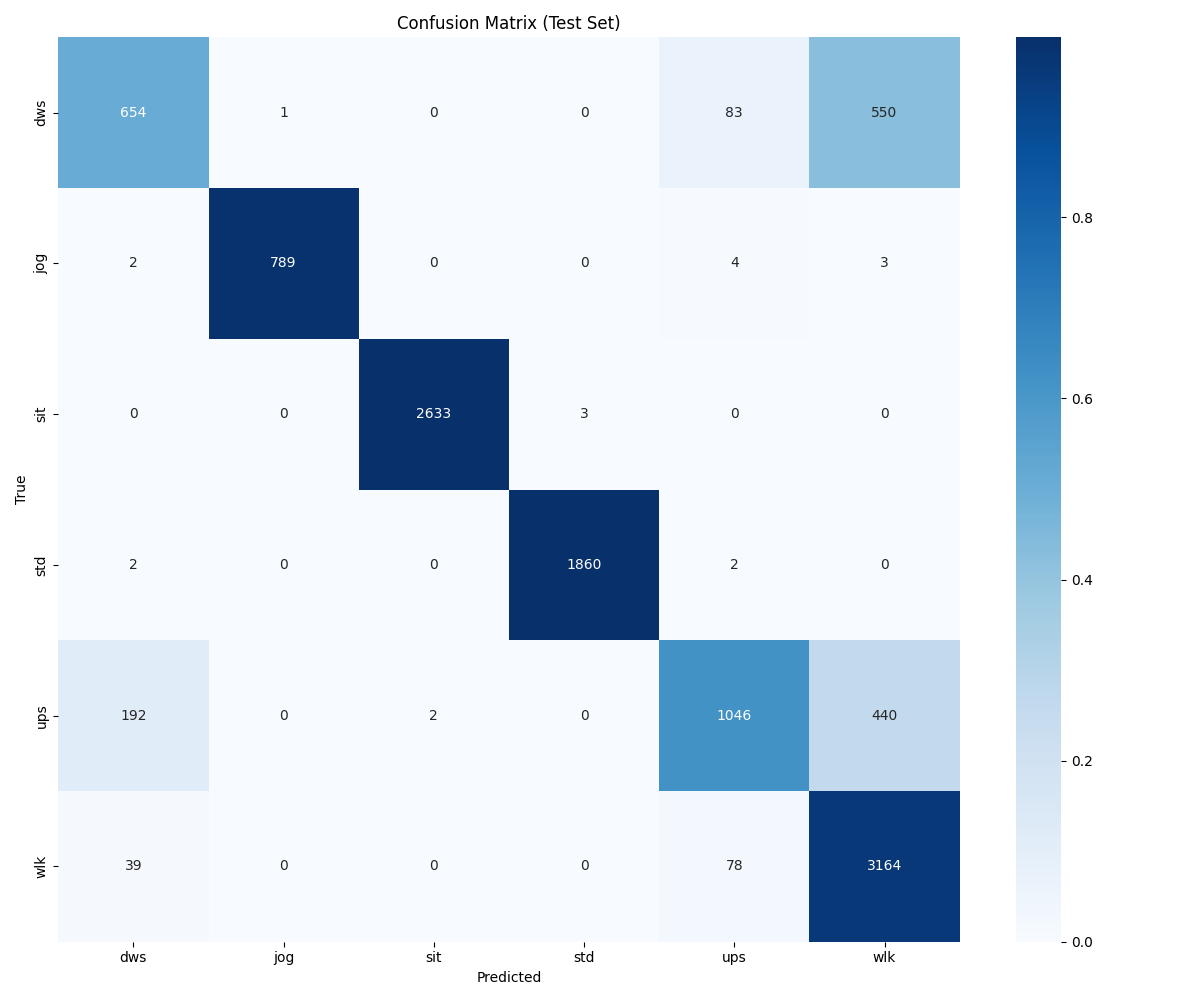 Confusion Matrix (Test Set)
True
dws 654 1 0 0 83 550
jog 2 789 0 0 4 3
sit 0 0 2633 3 0 0
std 2 0 0 1860 2 0
ups 192 0 2 0 1046 440
wlk 39 0 0 0 78 3164
dws jog sit std ups wlk
Predicted
0.8
0.6
0.4
0.2
0.0